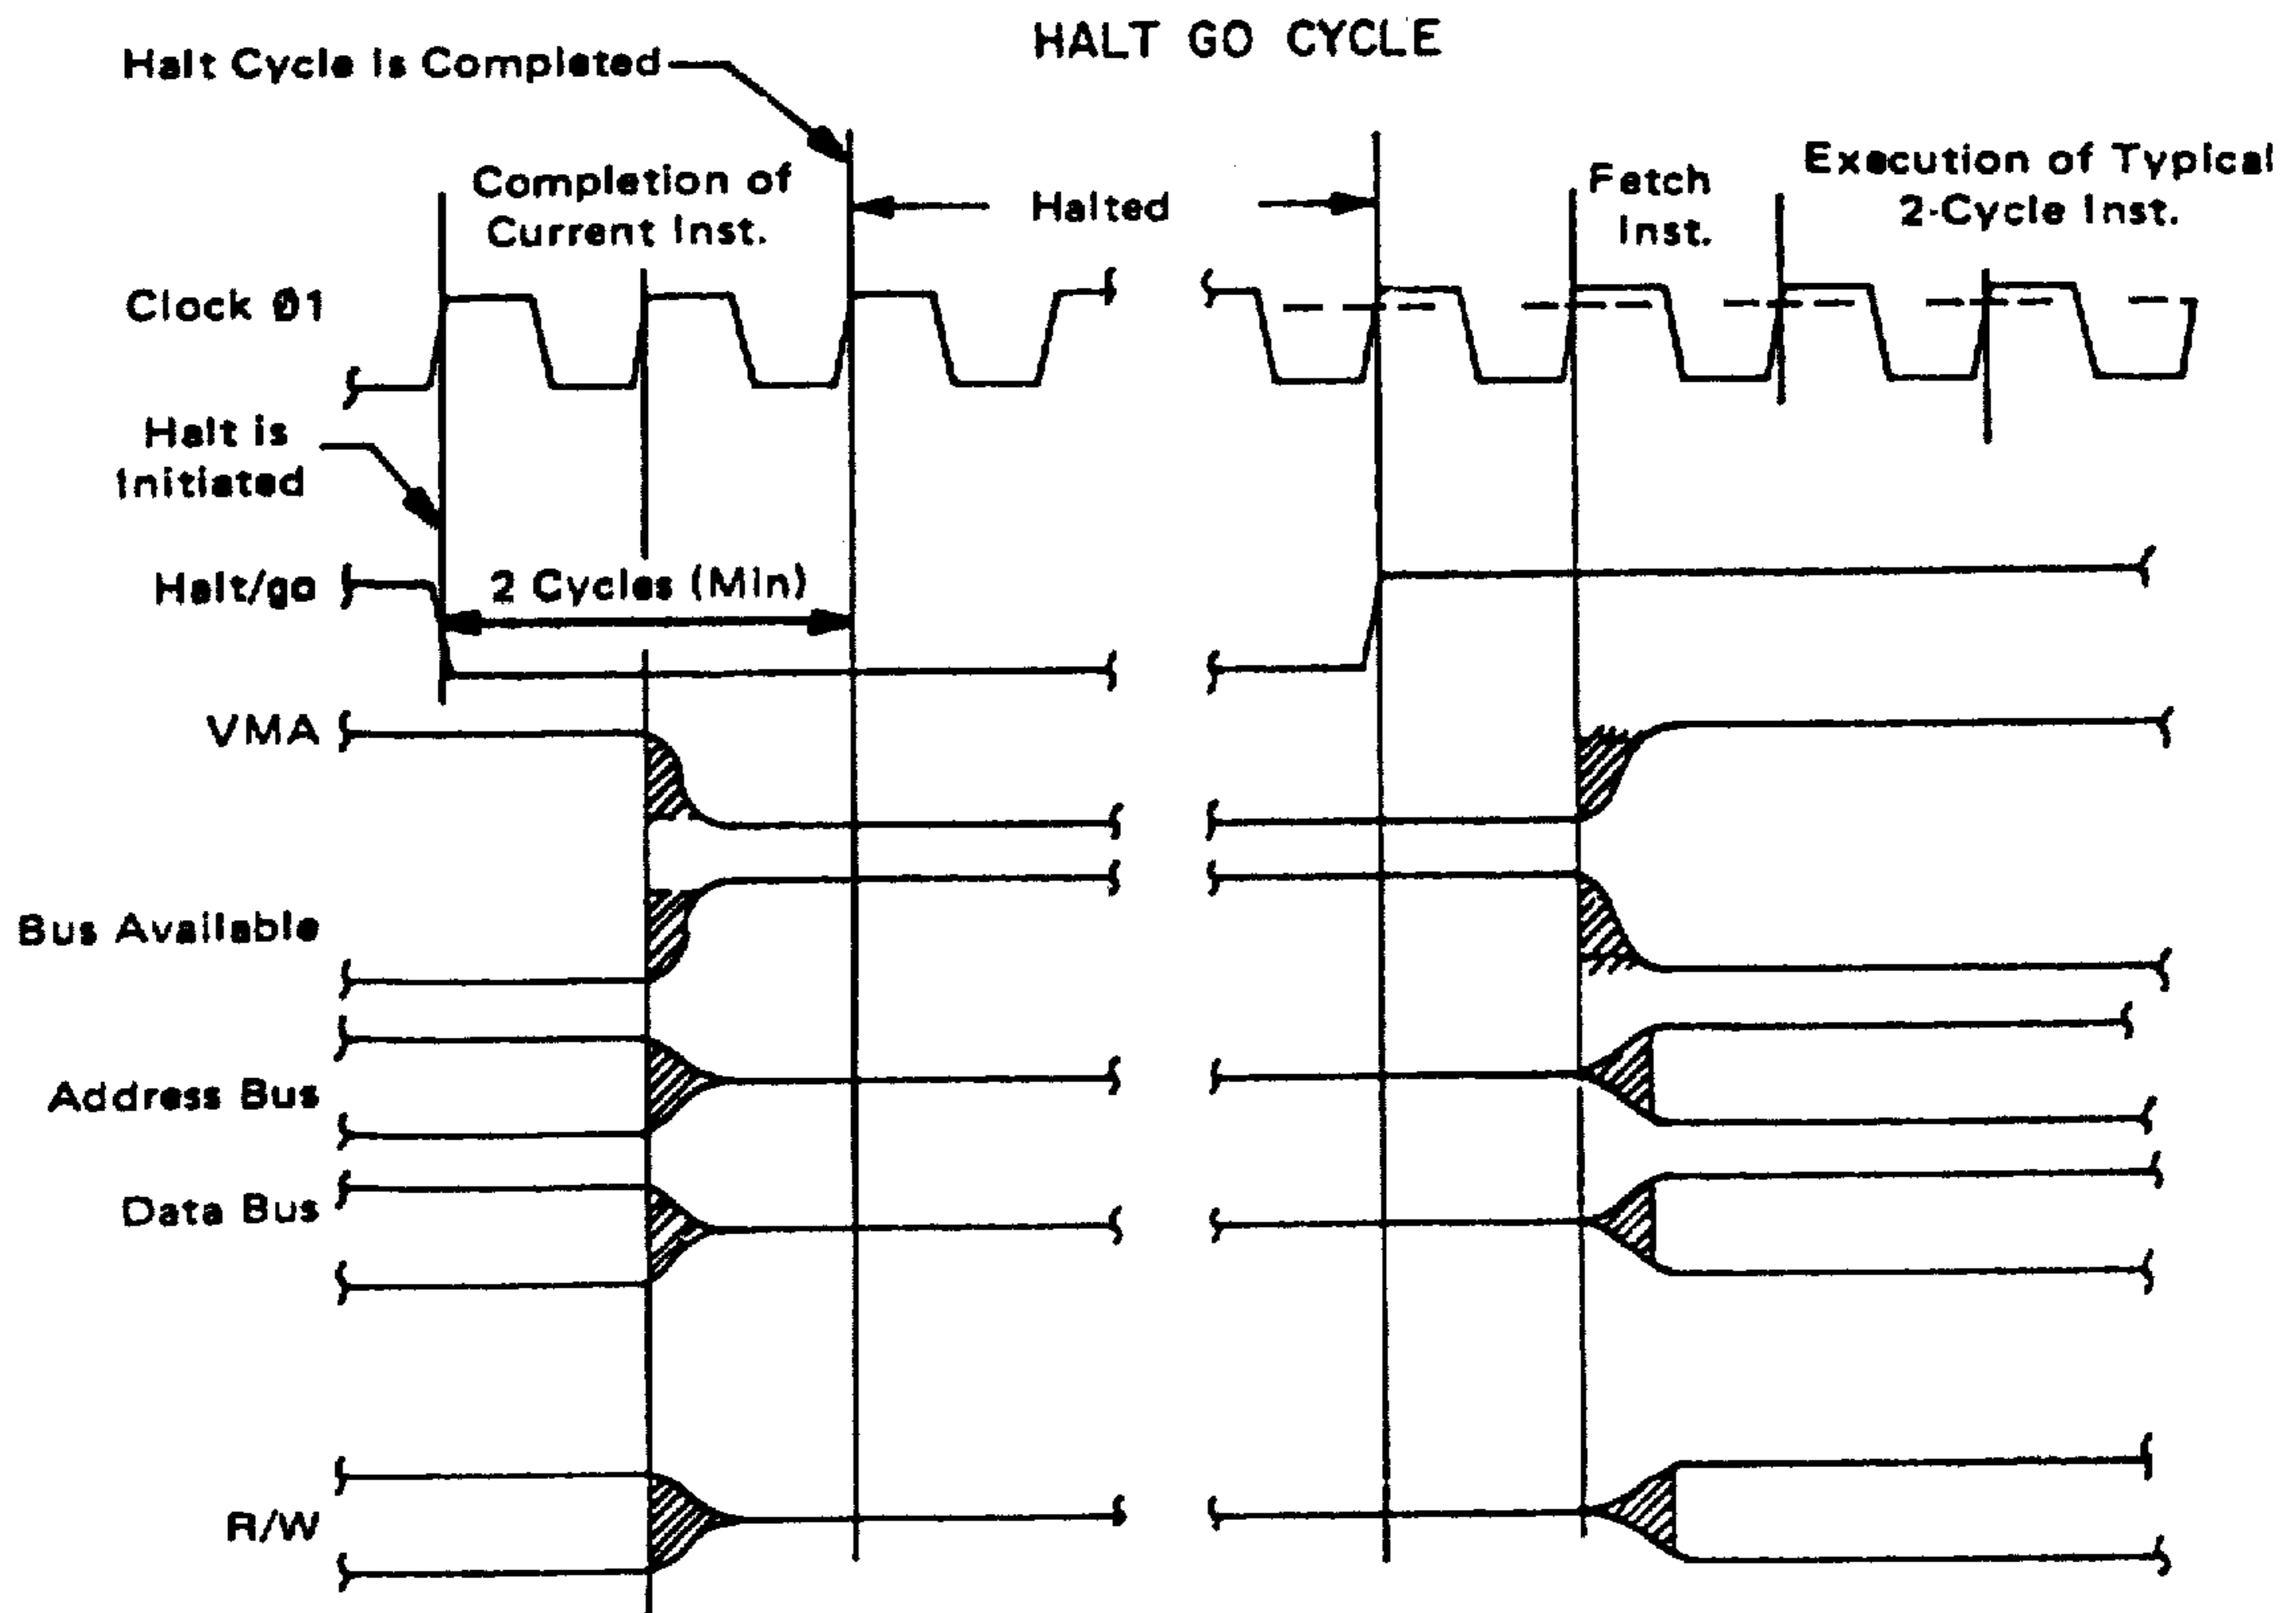 HALT GO CYCLE
Halt Cycle is Completed
Completion of
Current Inst.
Halted
Fetch
Inst.
Execution of Typical
2-Cycle Inst.
Clock Ø1
Halt is
Initiated
Halt/go
2 Cycles (Min)
VMA
Bus Available
Address Bus
Data Bus
R/W